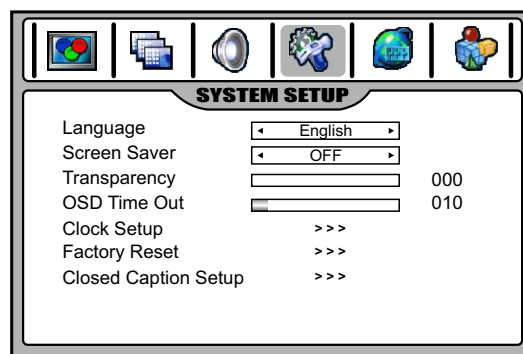 SYSTEM SETUP
Language English
Screen Saver OFF
Transparency 000
OSD Time Out 010
Clock Setup >>>
Factory Reset >>>
Closed Caption Setup >>>